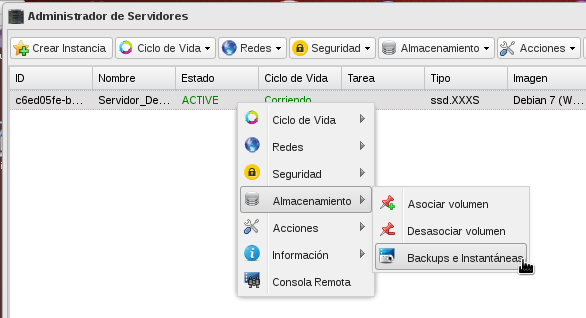 Administrador de Servidores
Crear Instancia Ciclo de Vida Redes Seguridad Almacenamiento Acciones
ID Nombre Estado Ciclo de Vida Tarea Tipo Imagen
c6ed05fe-b... Servidor_De... ACTIVE Corriendo ssd.XXXS Debian 7 (W...
Ciclo de Vida
Redes
Seguridad
Almacenamiento
Acciones
Información
Consola Remota
Asociar volumen
Desasociar volumen
Backups e Instantáneas